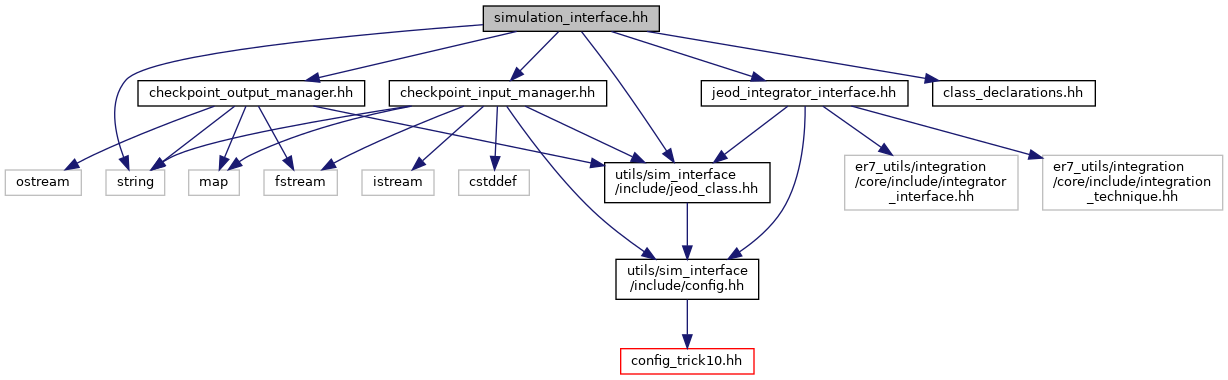 simulation_interface.hh
checkpoint_output_manager.hh
checkpoint_input_manager.hh
jeod_integrator_interface.hh
class_declarations.hh
ostream
string
map
fstream
istream
cstddef
utils/sim_interface
/include/jeod_class.hh
er7_utils/integration
/core/include/integrator
_interface.hh
er7_utils/integration
/core/include/integration
_technique.hh
utils/sim_interface
/include/config.hh
config_trick10.hh